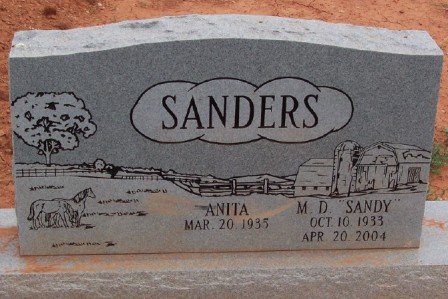 SANDERS
ANITA
MAR. 20. 1935
M. D. "SANDY"
OCT. 10. 1933
APR. 20. 2004